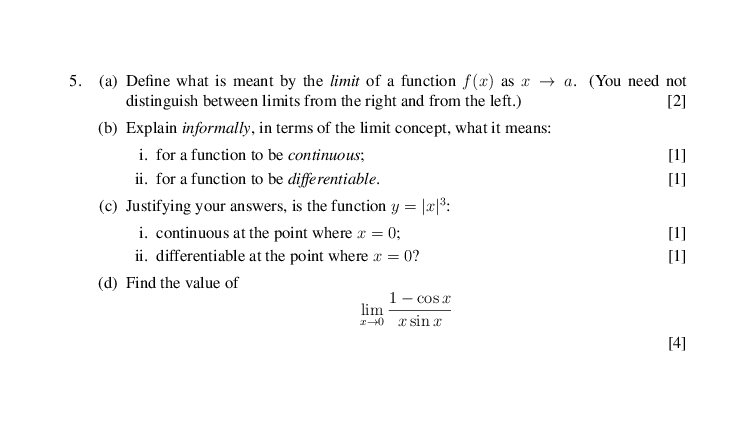 5. (a) Define what is meant by the limit of a function f(x) as x → a. (You need not
distinguish between limits from the right and from the left.) [2]
(b) Explain informally, in terms of the limit concept, what it means:
i. for a function to be continuous; [1]
ii. for a function to be differentiable. [1]
(c) Justifying your answers, is the function y = |x|³:
i. continuous at the point where x = 0; [1]
ii. differentiable at the point where x = 0? [1]
(d) Find the value of
lim x→0 (1 − cos x)/(x sin x)
[4]